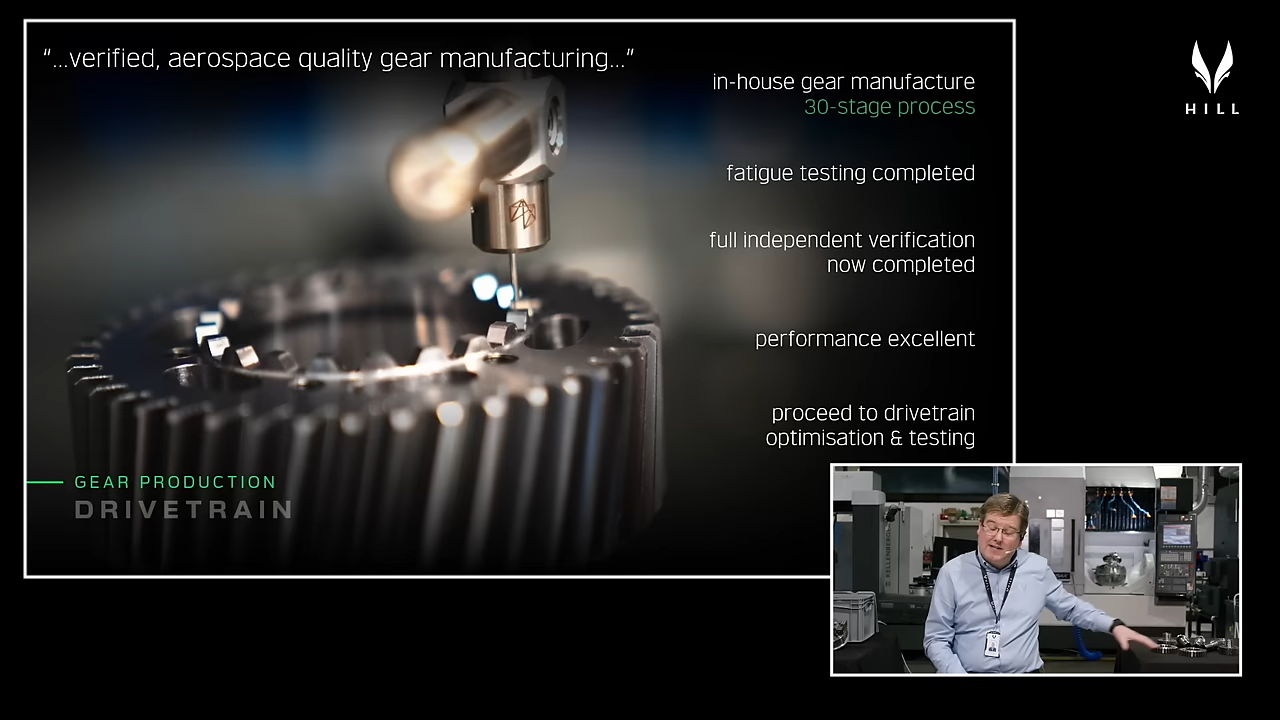 "...verified, aerospace quality gear manufacturing..."
in-house gear manufacture
30-stage process
fatigue testing completed
full independent verification
now completed
performance excellent
proceed to drivetrain
optimisation & testing
GEAR PRODUCTION
DRIVETRAIN
HILL